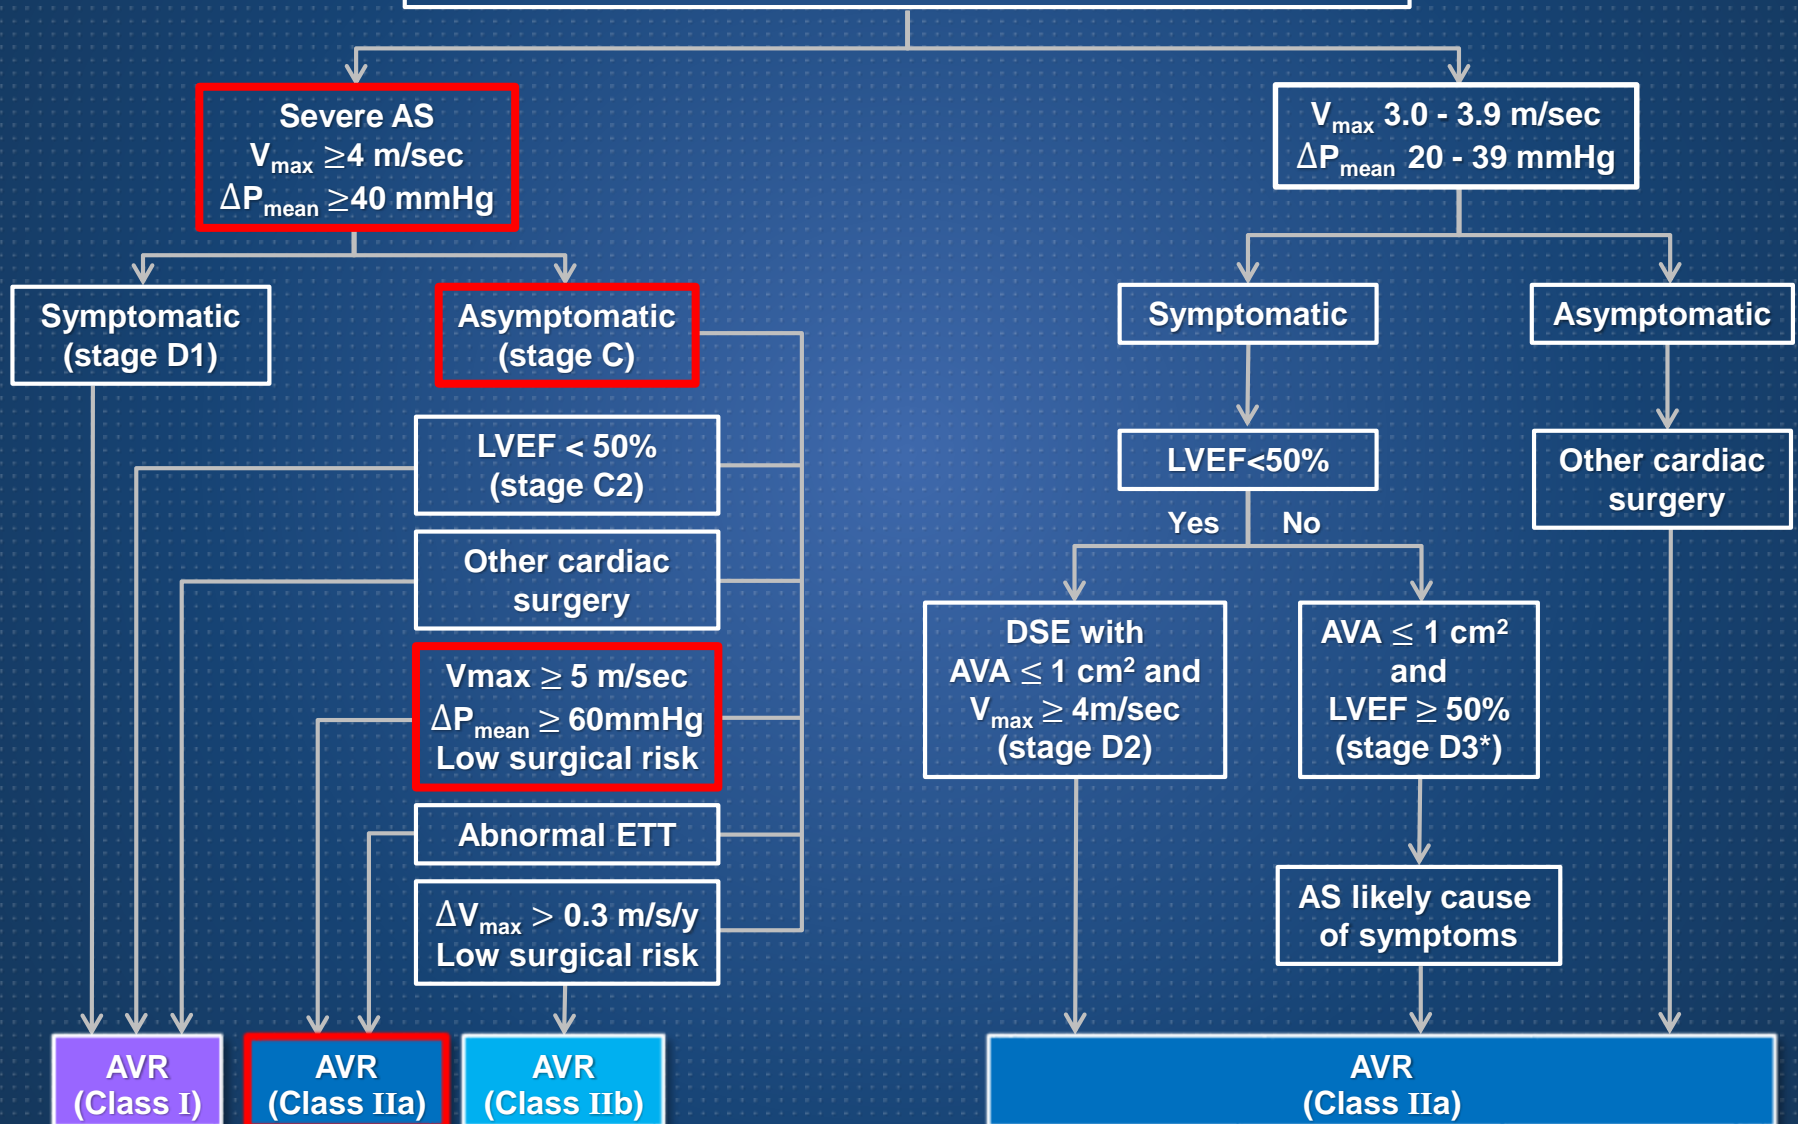 Severe AS
Vmax ≥4 m/sec
ΔPmean ≥40 mmHg
Vmax 3.0 - 3.9 m/sec
ΔPmean 20 - 39 mmHg
Symptomatic
(stage D1)
Asymptomatic
(stage C)
Symptomatic
Asymptomatic
LVEF < 50%
(stage C2)
LVEF<50%
Other cardiac
surgery
Yes No
Other cardiac
surgery
Vmax ≥ 5 m/sec
ΔPmean ≥ 60mmHg
Low surgical risk
DSE with
AVA ≤ 1 cm² and
Vmax ≥ 4m/sec
(stage D2)
AVA ≤ 1 cm²
and
LVEF ≥ 50%
(stage D3*)
Abnormal ETT
ΔVmax > 0.3 m/s/y
Low surgical risk
AS likely cause
of symptoms
AVR
(Class I)
AVR
(Class IIa)
AVR
(Class IIb)
AVR
(Class IIa)